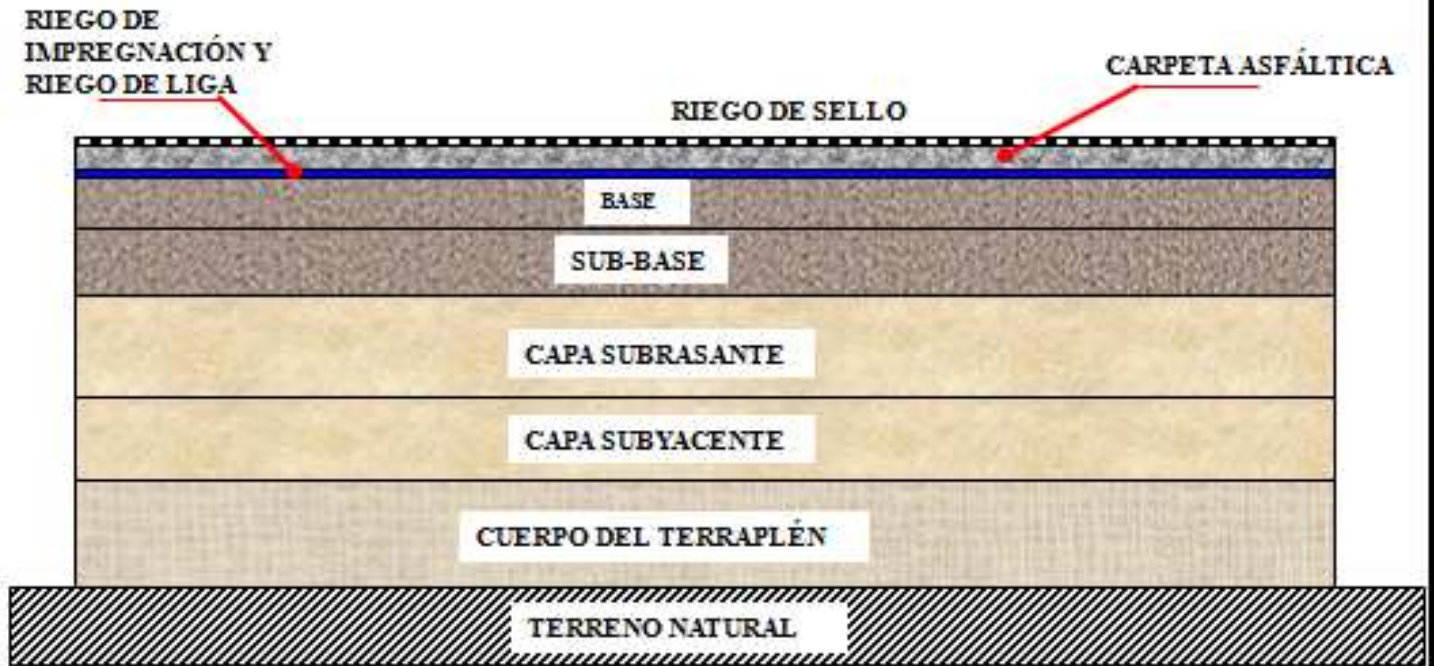 RIEGO DE
IMPREGNACIÓN Y
RIEGO DE LIGA
CARPETA ASFÁLTICA
RIEGO DE SELLO
BASE
SUB-BASE
CAPA SUBRASANTE
CAPA SUBYACENTE
CUERPO DEL TERRAPLÉN
TERRENO NATURAL